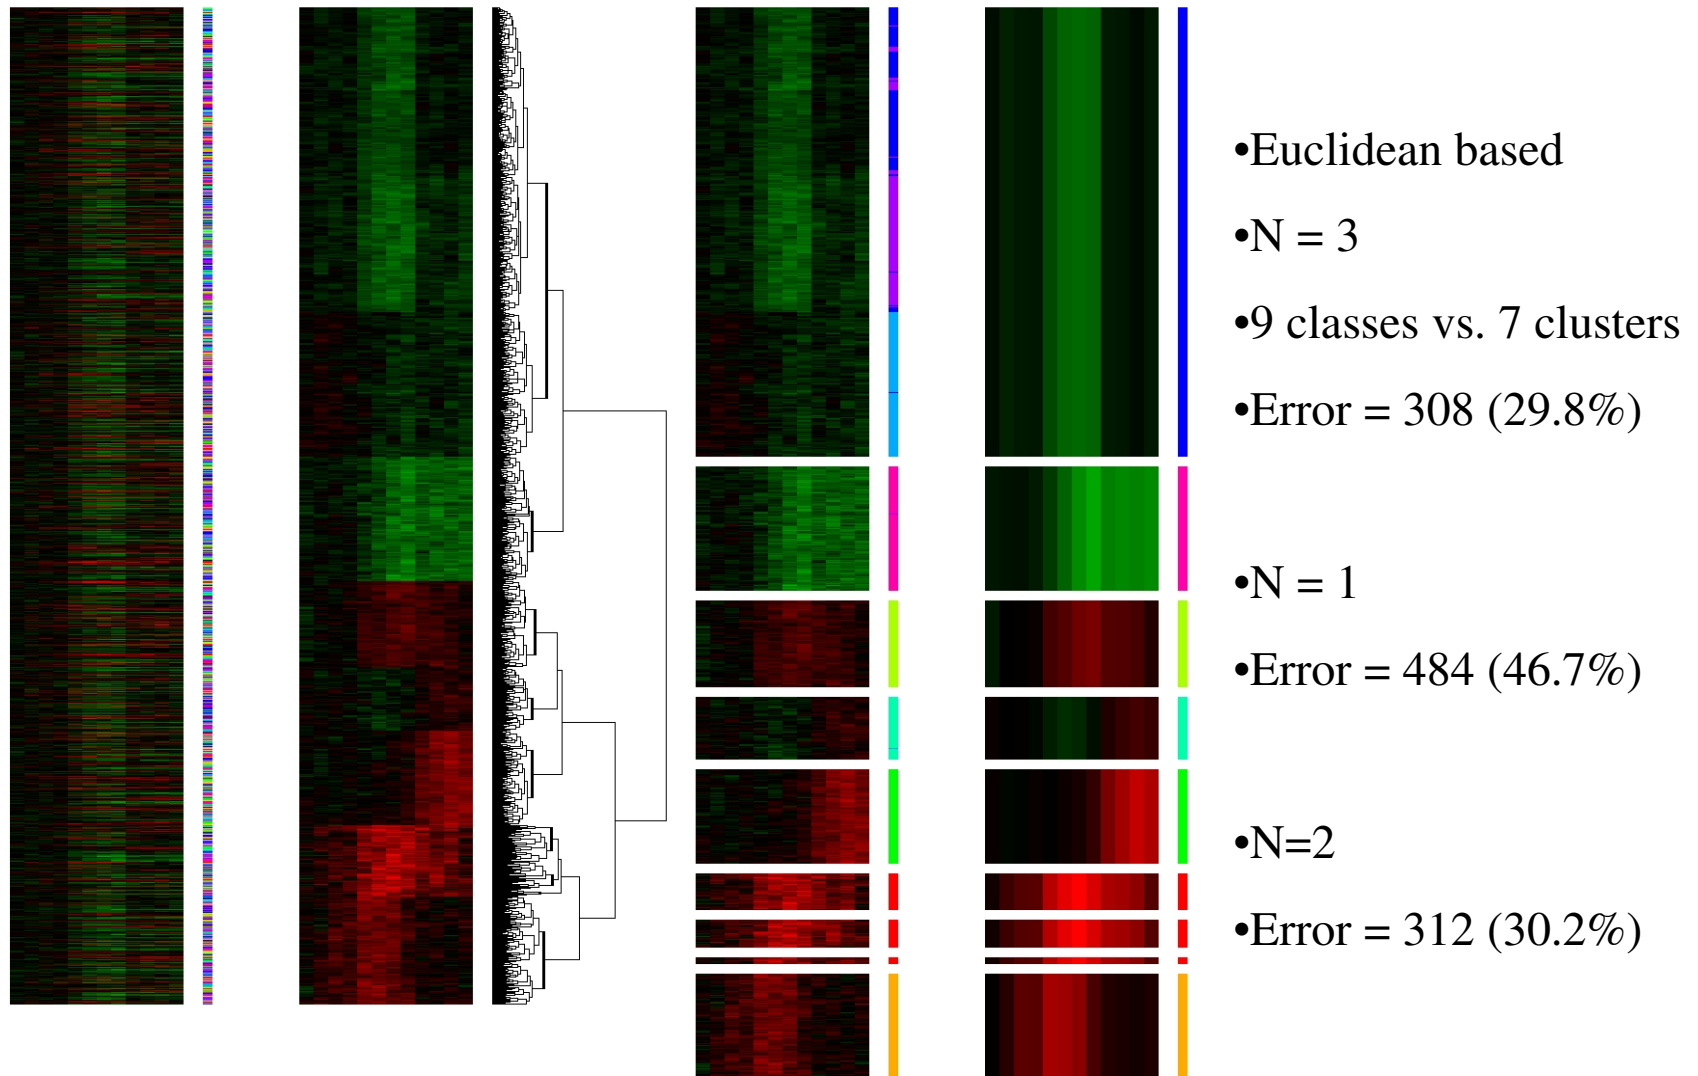 •Euclidean based
•N = 3
•9 classes vs. 7 clusters
•Error = 308 (29.8%)
•N = 1
•Error = 484 (46.7%)
•N=2
•Error = 312 (30.2%)